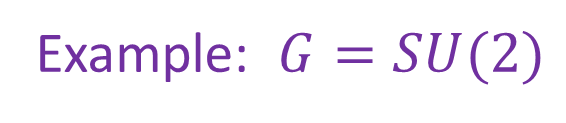 Example: 𝐺 = 𝑆𝑈(2)